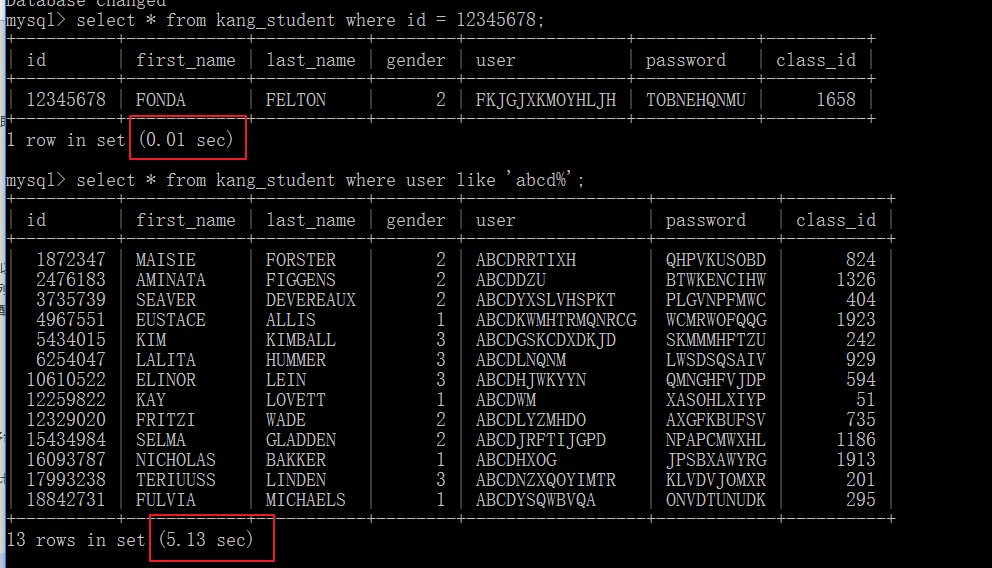 Database changed
mysql> select * from kang_student where id = 12345678;
+----------+------------+-----------+--------+----------------+------------+----------+
| id | first_name | last_name | gender | user | password | class_id |
+----------+------------+-----------+--------+----------------+------------+----------+
| 12345678 | FONDA | FELTON | 2 | FKJGJXKMOYHLJH | TOBNEHQNMU | 1658 |
+----------+------------+-----------+--------+----------------+------------+----------+
1 row in set (0.01 sec)
mysql> select * from kang_student where user like 'abcd%';
+----------+------------+-----------+--------+------------------+------------+----------+
| id | first_name | last_name | gender | user | password | class_id |
+----------+------------+-----------+--------+------------------+------------+----------+
| 1872347 | MAISIE | FORSTER | 2 | ABCDRRTIXH | QHPVKUSOBD | 824 |
| 2476183 | AMINATA | FIGGENS | 2 | ABCDDZU | BTWKENCIHW | 1326 |
| 3735739 | SEAVER | DEVEREAUX | 2 | ABCDYXSLVHSPKT | PLGVNPFMWC | 404 |
| 4967551 | EUSTACE | ALLIS | 1 | ABCDKWMHTRMQNRCG | WCMRWOFQQG | 1923 |
| 5434015 | KIM | KIMBALL | 3 | ABCDGSKCDXDKJD | SKMMMHFTZU | 242 |
| 6254047 | LALITA | HUMMER | 3 | ABCDLNQNM | LWSDSQSAIV | 929 |
| 10610522 | ELINOR | LEIN | 3 | ABCDHJWKYYN | QMNGHFVJDP | 594 |
| 12259822 | KAY | LOVETT | 1 | ABCDWM | XASOHLXIYP | 51 |
| 12329020 | FRITZI | WADE | 2 | ABCDLYZMHDO | AXGFKBUFSV | 735 |
| 15434984 | SELMA | GLADDEN | 2 | ABCDJRFTIJGPD | NPAPCMWXHL | 1186 |
| 16093787 | NICHOLAS | BAKKER | 1 | ABCDHXOG | JPSBXAWYRG | 1913 |
| 17993238 | TERIUUSS | LINDEN | 3 | ABCDNZXQOYIMTR | KLVDVJOMXR | 201 |
| 18842731 | FULVIA | MICHAELS | 1 | ABCDYSQWBVQA | ONVDTUNUDK | 295 |
+----------+------------+-----------+--------+------------------+------------+----------+
13 rows in set (5.13 sec)